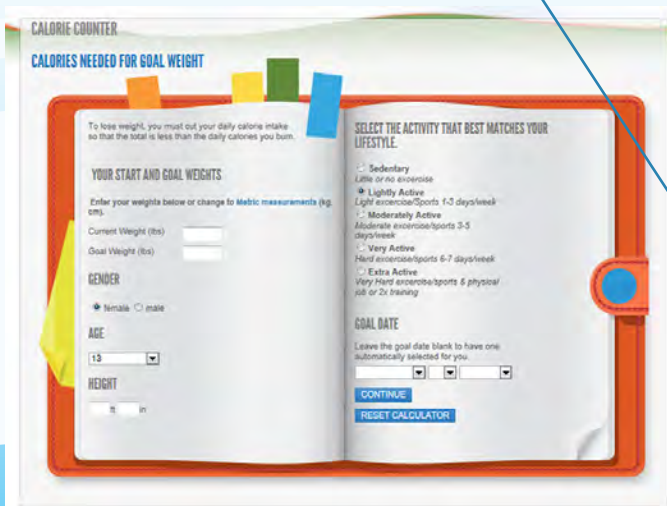 CALORIE COUNTER
CALORIES NEEDED FOR GOAL WEIGHT
To lose weight, you must cut your daily calorie intake
so that the total is less than the daily calories you burn.
YOUR START AND GOAL WEIGHTS
Enter your weights below or change to Metric measurements (kg,
cm).
Current Weight (lbs)
Goal Weight (lbs)
GENDER
female male
AGE
13
HEIGHT
ft in
SELECT THE ACTIVITY THAT BEST MATCHES YOUR
LIFESTYLE.
Sedentary
Little or no excercise
Lightly Active
Light excercise/Sports 1-3 days/week
Moderately Active
Moderate excercise/sports 3-5
days/week
Very Active
Hard excercise/sports 6-7 days/week
Extra Active
Very Hard excercise/sports & physical
job or 2x training
GOAL DATE
Leave the goal date blank to have one
automatically selected for you.
CONTINUE
RESET CALCULATOR